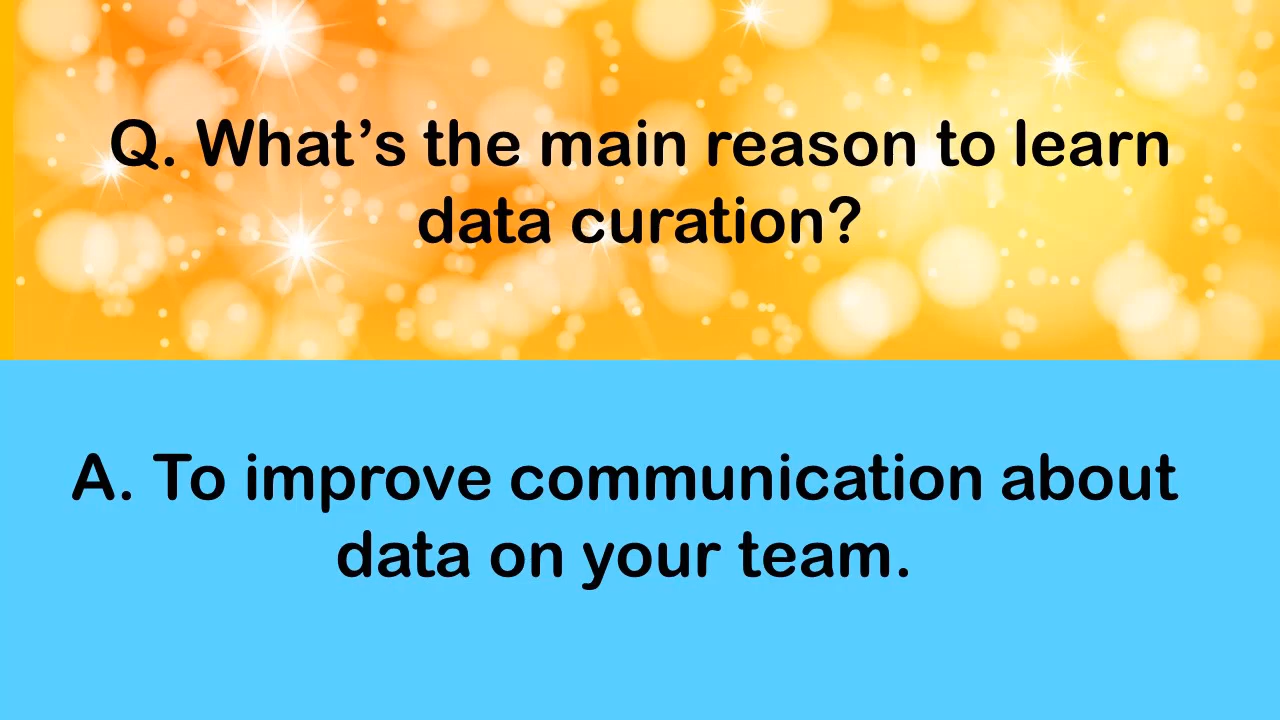 Q. What’s the main reason to learn
data curation?
A. To improve communication about
data on your team.